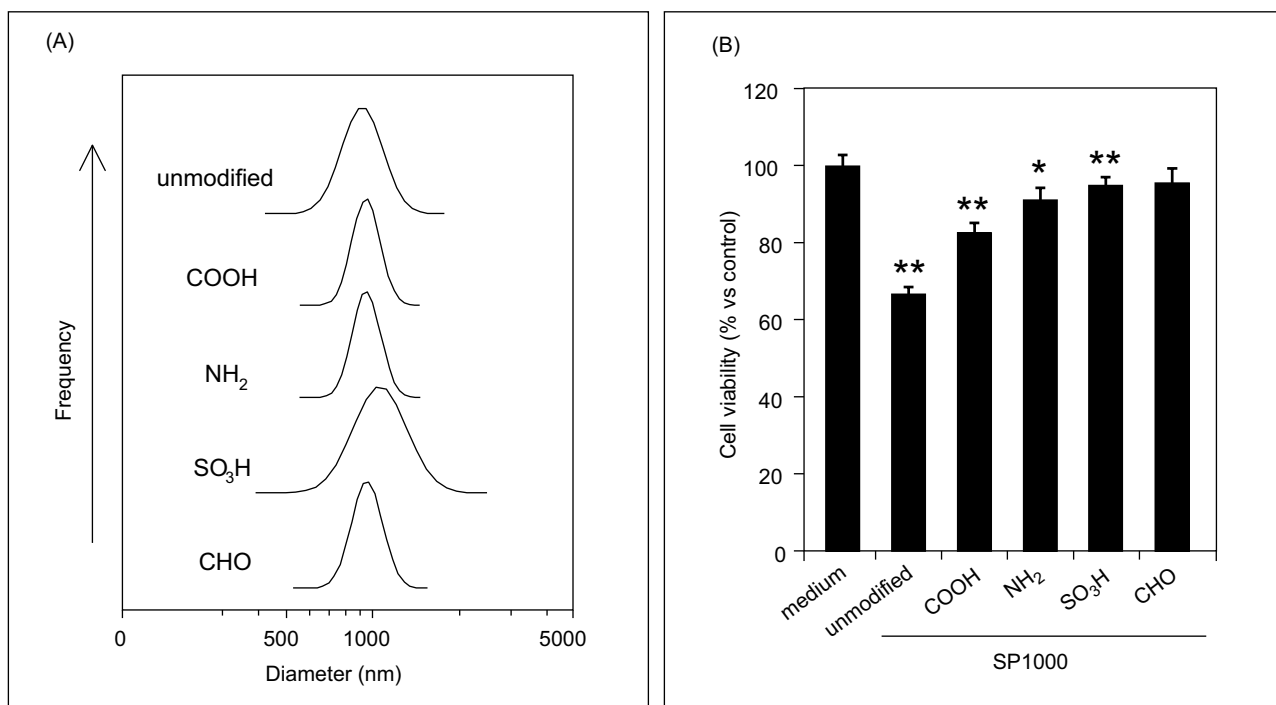 (A)
Frequency
unmodified
COOH
NH₂
SO₃H
CHO
0 500 1000 5000
Diameter (nm)
(B)
Cell viability (% vs control)
120
100
80
60
40
20
0
** ** * **
medium unmodified COOH NH₂ SO₃H CHO
SP1000